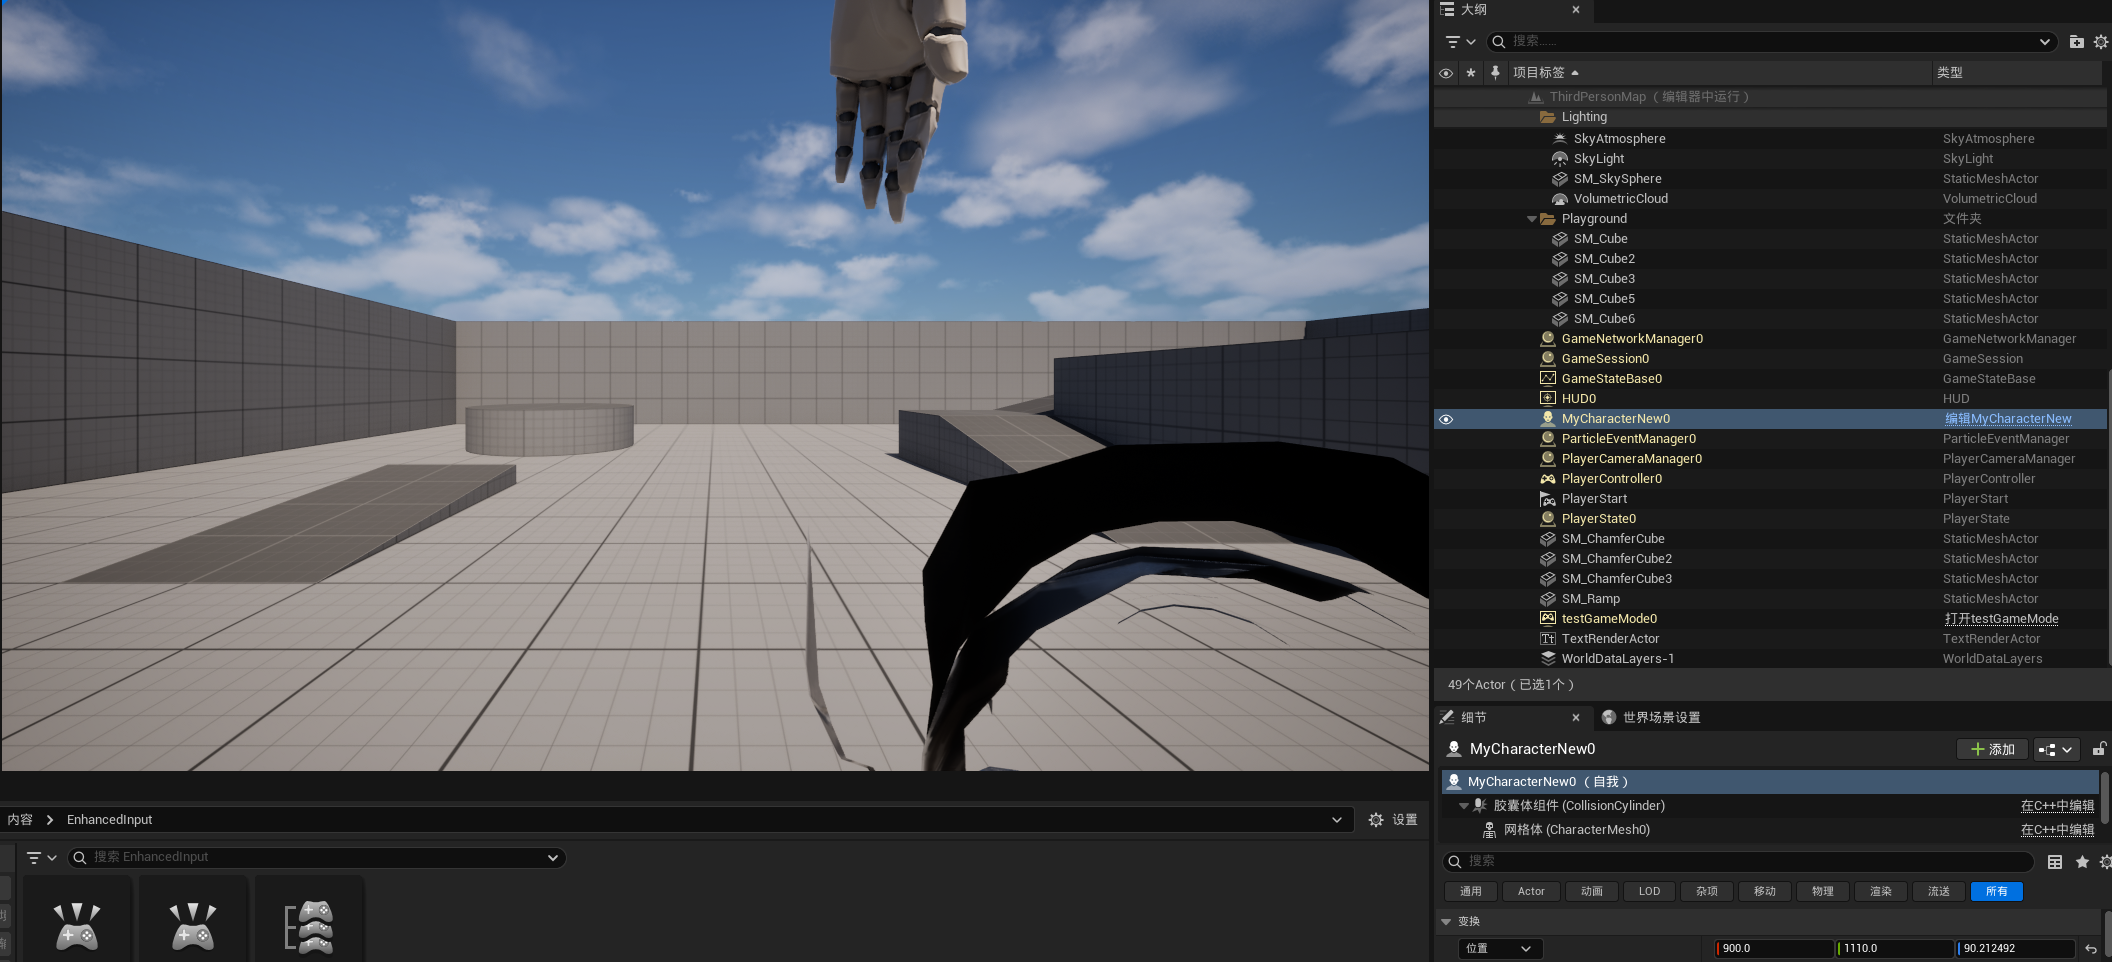 大纲
搜索......
项目标签 类型
ThirdPersonMap（编辑器中运行）
Lighting
SkyAtmosphere SkyAtmosphere
SkyLight SkyLight
SM_SkySphere StaticMeshActor
VolumetricCloud VolumetricCloud
Playground 文件夹
SM_Cube StaticMeshActor
SM_Cube2 StaticMeshActor
SM_Cube3 StaticMeshActor
SM_Cube5 StaticMeshActor
SM_Cube6 StaticMeshActor
GameNetworkManager0 GameNetworkManager
GameSession0 GameSession
GameStateBase0 GameStateBase
HUD0 HUD
MyCharacterNew0 编辑MyCharacterNew
ParticleEventManager0 ParticleEventManager
PlayerCameraManager0 PlayerCameraManager
PlayerController0 PlayerController
PlayerStart PlayerStart
PlayerState0 PlayerState
SM_ChamferCube StaticMeshActor
SM_ChamferCube2 StaticMeshActor
SM_ChamferCube3 StaticMeshActor
SM_Ramp StaticMeshActor
testGameMode0 打开testGameMode
TextRenderActor TextRenderActor
WorldDataLayers-1 WorldDataLayers
49个Actor（已选1个）
细节 世界场景设置
MyCharacterNew0 添加
MyCharacterNew0（自我）
胶囊体组件 (CollisionCylinder) 在C++中编辑
网格体 (CharacterMesh0) 在C++中编辑
搜索
通用 Actor 动画 LOD 杂项 移动 物理 渲染 流送 所有
变换
位置 900.0 1110.0 90.212492
内容 EnhancedInput 设置
搜索 EnhancedInput